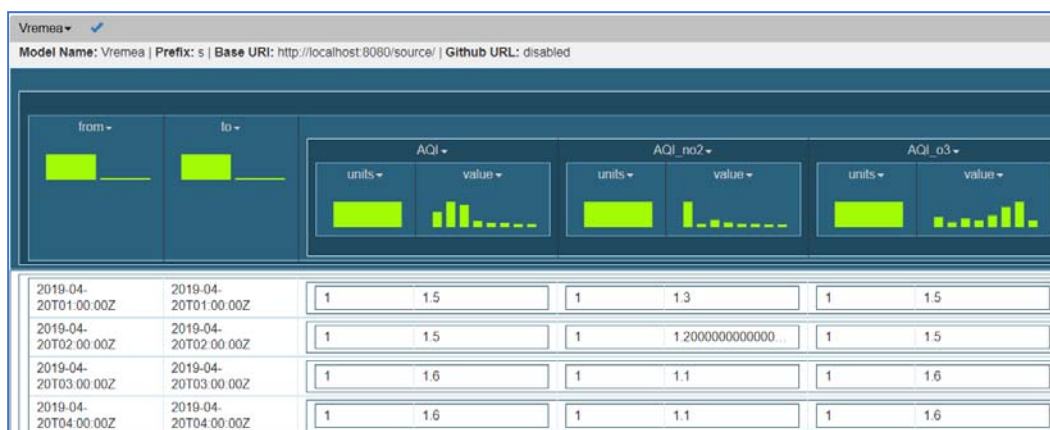 Vremea
Model Name: Vremea | Prefix: s | Base URI: http://localhost:8080/source/ | Github URL: disabled
from to
AQI AQI_no2 AQI_o3
units value units value units value
2019-04-20T01:00:00Z 2019-04-20T01:00:00Z 1 1.5 1 1.3 1 1.5
2019-04-20T02:00:00Z 2019-04-20T02:00:00Z 1 1.5 1 1.2000000000000... 1 1.5
2019-04-20T03:00:00Z 2019-04-20T03:00:00Z 1 1.6 1 1.1 1 1.6
2019-04-20T04:00:00Z 2019-04-20T04:00:00Z 1 1.6 1 1.1 1 1.6